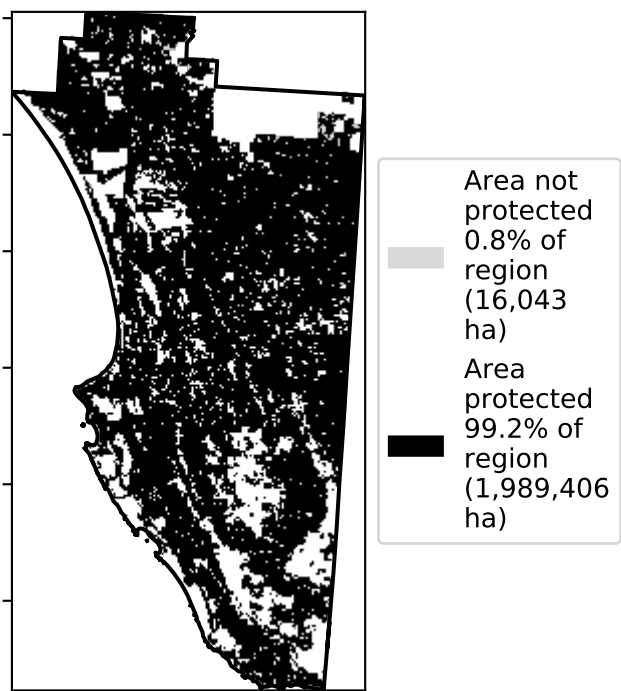 Area not
protected
0.8% of
region
(16,043
ha)
Area
protected
99.2% of
region
(1,989,406
ha)